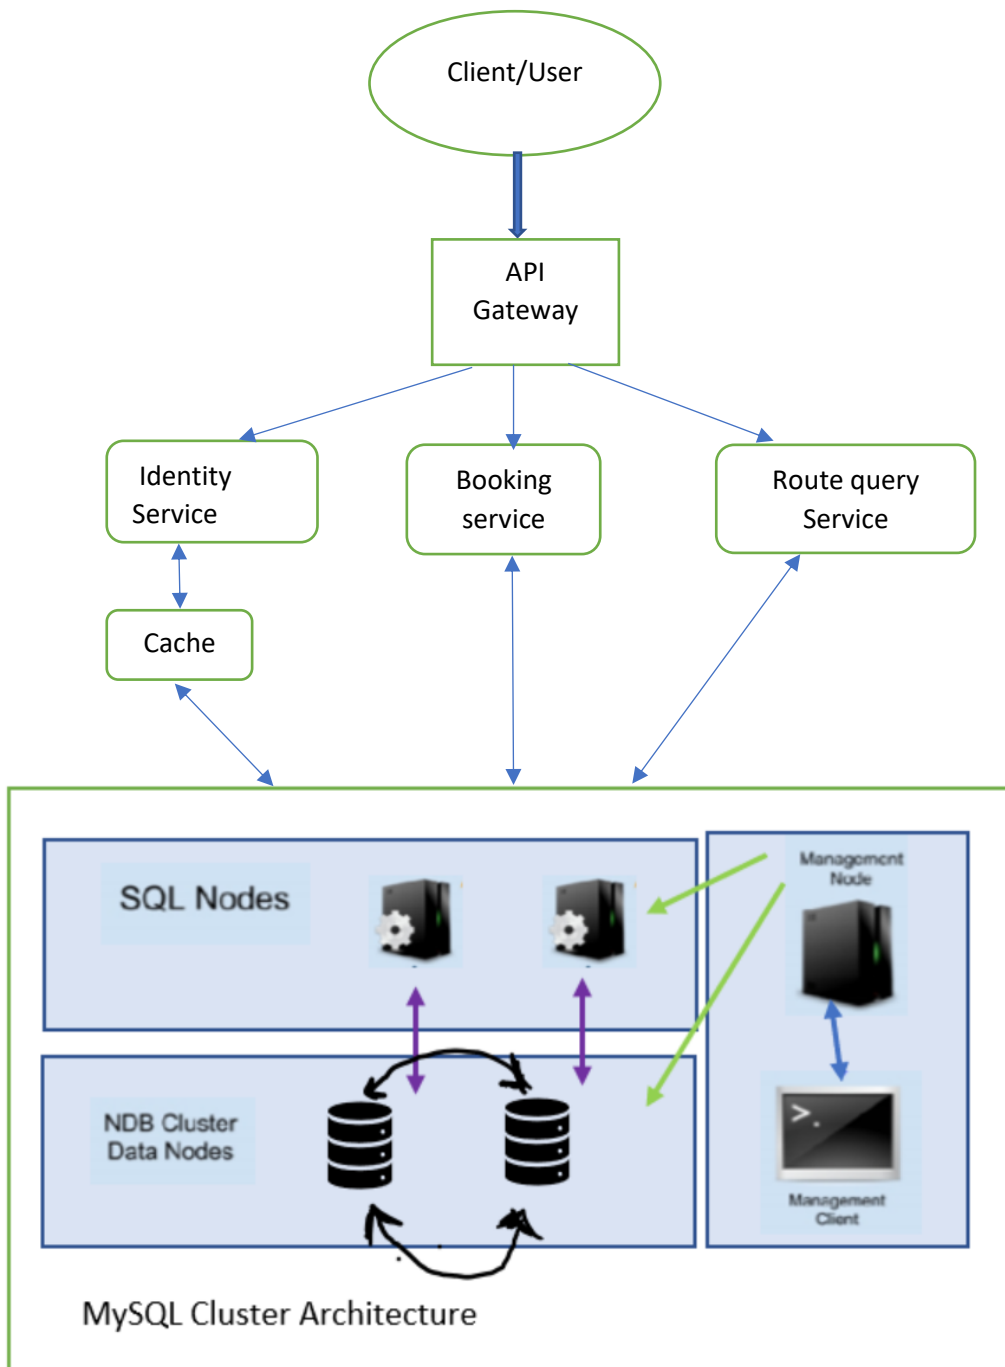 Client/User
API
Gateway
Identity
Service
Booking
service
Route query
Service
Cache
SQL Nodes
Management
Node
>.
NDB Cluster
Data Nodes
Management
Client
MySQL Cluster Architecture